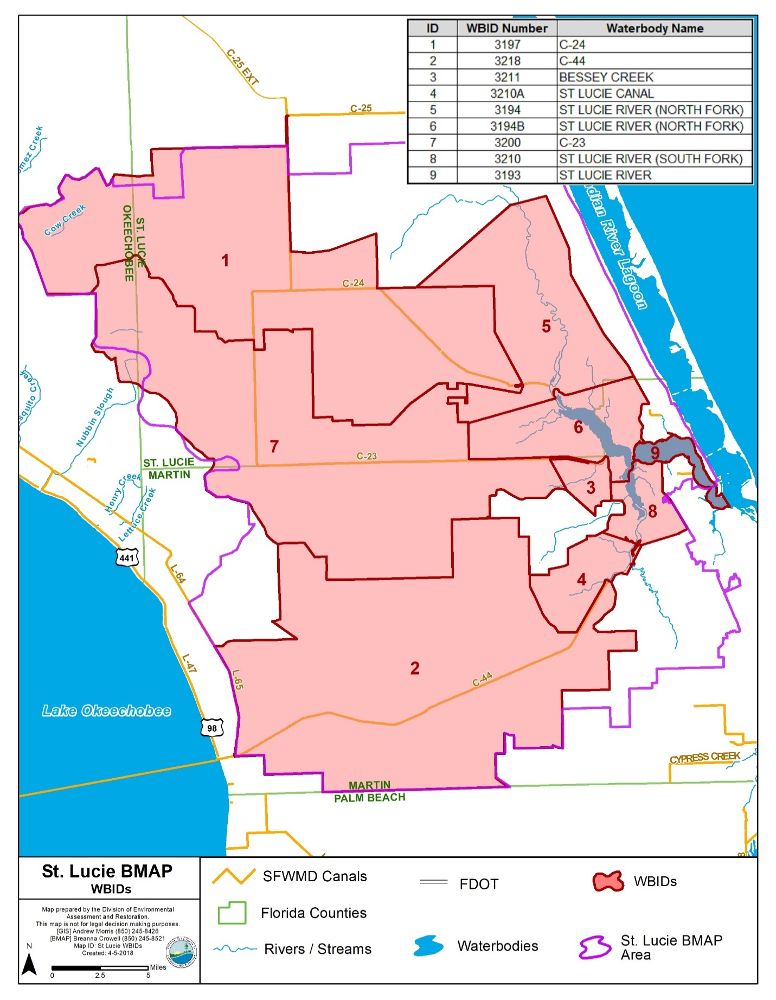 ID WBID Number Waterbody Name
1 3197 C-24
2 3218 C-44
3 3211 BESSEY CREEK
4 3210A ST LUCIE CANAL
5 3194 ST LUCIE RIVER (NORTH FORK)
6 3194B ST LUCIE RIVER (NORTH FORK)
7 3200 C-23
8 3210 ST LUCIE RIVER (SOUTH FORK)
9 3193 ST LUCIE RIVER
C-25 EXT
C-25
Creek
Cow Creek
OKEECHOBEE
ST. LUCIE
River Lagoon
1
C-24
5
Creek
Nubbin Slough
6
7
C-23
9
ST. LUCIE
MARTIN
Henry Creek
Lettuce Creek
3
8
441
L-64
4
L-47
L-65
2
C-44
Lake Okeechobee
98
CYPRESS CREEK
MARTIN
PALM BEACH
St. Lucie BMAP
WBIDs
Map prepared by the Division of Environmental
Assessment and Restoration.
This map is not for legal decision making purposes.
[GIS] Andrew Morris (850) 245-8426
[BMAP] Breanna Crowell (850) 245-8521
Map ID: St Lucie WBIDs
Created: 4-5-2018
N
Miles
0 2.5 5
SFWMD Canals
FDOT
WBIDs
Florida Counties
Rivers / Streams
Waterbodies
St. Lucie BMAP
Area